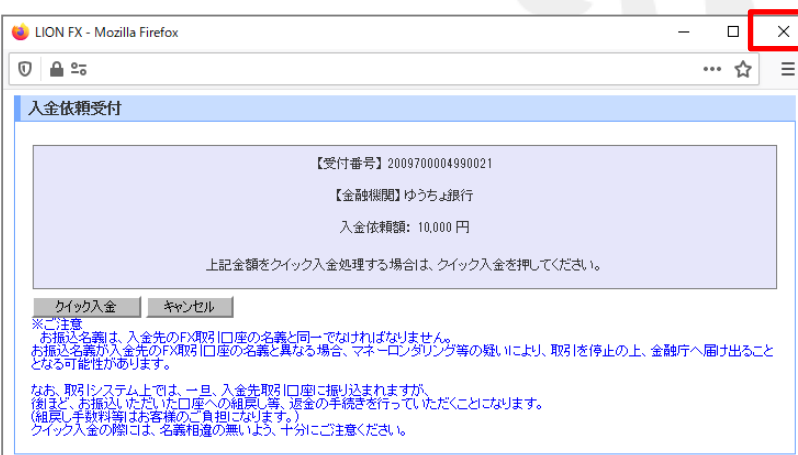 LION FX - Mozilla Firefox
入金依頼受付
【受付番号】2009700004990021
【金融機関】ゆうちょ銀行
入金依頼額: 10,000 円
上記金額をクイック入金処理する場合は、クイック入金を押してください。
クイック入金 キャンセル
※ご注意
お振込名義は、入金先のFX取引口座の名義と同一でなければなりません。
お振込名義が入金先のFX取引口座の名義と異なる場合、マネーロンダリング等の疑いにより、取引を停止の上、金融庁へ届け出ること
となる可能性があります。
なお、取引システム上では、一旦、入金先取引口座に振り込まれますが、
後ほど、お振込いただいた口座への組戻し等、返金の手続きを行っていただくことになります。
(組戻し手数料等はお客様のご負担になります。)
クイック入金の際には、名義相違の無いよう、十分にご注意ください。